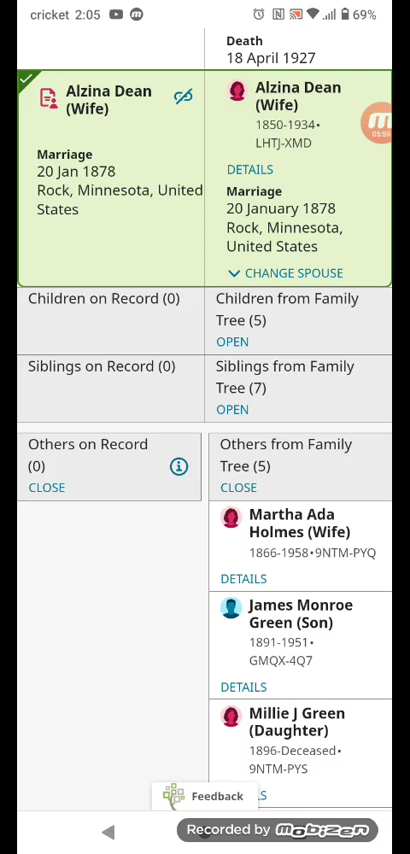 cricket 2:05
69%
Death
18 April 1927
Alzina Dean
(Wife)
Marriage
20 Jan 1878
Rock, Minnesota, United
States
Alzina Dean
(Wife)
1850-1934•
LHTJ-XMD
DETAILS
Marriage
20 January 1878
Rock, Minnesota,
United States
CHANGE SPOUSE
05:59
Children on Record (0)
Children from Family
Tree (5)
OPEN
Siblings on Record (0)
Siblings from Family
Tree (7)
OPEN
Others on Record
(0)
CLOSE
Others from Family
Tree (5)
CLOSE
Martha Ada
Holmes (Wife)
1866-1958•9NTM-PYQ
DETAILS
James Monroe
Green (Son)
1891-1951•
GMQX-4Q7
DETAILS
Millie J Green
(Daughter)
1896-Deceased•
9NTM-PYS
LS
Feedback
Recorded by mobizen